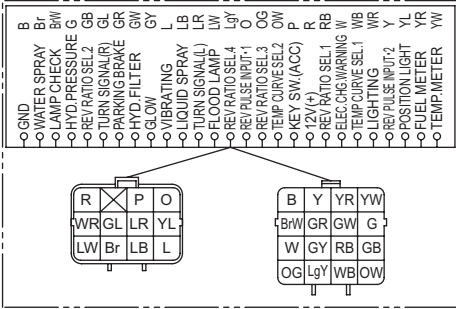 GND B
WATER SPRAY Br
LAMP CHECK BrW
HYD.PRESSURE G
REV RATIO SEL.2 GB
TURN SIGNAL(R) GL
PARKING BRAKE GR
HYD.FILTER GW
GLOW GY
VIBRATING L
LIQUID SPRAY LB
TURN SIGNAL(L) LR
FLOOD LAMP LW
REV RATIO SEL.4 LgY
REV PULSE INPUT-1 O
REV RATIO SEL.3 OG
TEMP CURVE SEL.2 OW
KEY SW.(ACC) P
12V(+) R
REV RATIO SEL.1 RB
ELEC.CHG.WARNING W
TEMP CURVE SEL.1 WB
LIGHTING WR
REV PULSE INPUT-2 Y
POSITION LIGHT YL
FUEL METER YR
TEMP.METER YW
R P O
WR GL LR YL
LW Br LB L
B Y YR YW
BrW GR GW G
W GY RB GB
OG LgY WB OW